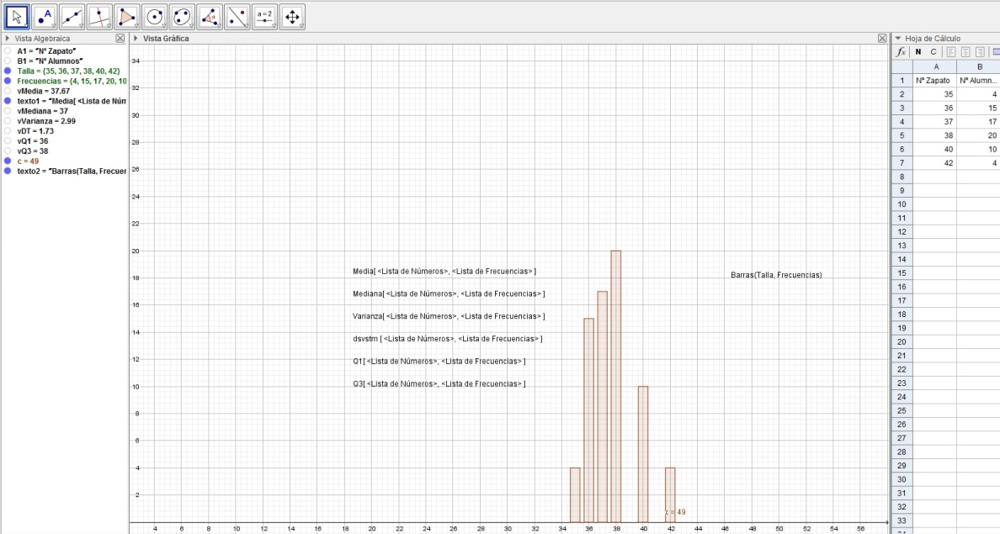 a=2
Vista Algebraica
A1 = "Nº Zapato"
B1 = "Nº Alumnos"
Talla = {35, 36, 37, 38, 40, 42}
Frecuencias = {4, 15, 17, 20, 10
vMedia = 37.67
texto1 = "Media[ <Lista de Núm
vMediana = 37
vVarianza = 2.99
vDT = 1.73
vQ1 = 36
vQ3 = 38
c = 49
texto2 = "Barras(Talla, Frecuer
Vista Gráfica
34
32
30
28
26
24
22
20
18
16
14
12
10
8
6
4
2
Media[ <Lista de Números>, <Lista de Frecuencias> ]
Mediana[ <Lista de Números>, <Lista de Frecuencias> ]
Varianza[ <Lista de Números>, <Lista de Frecuencias> ]
dsvstm [ <Lista de Números>, <Lista de Frecuencias> ]
Q1[ <Lista de Números>, <Lista de Frecuencias> ]
Q3[ <Lista de Números>, <Lista de Frecuencias> ]
Barras(Talla, Frecuencias)
c = 49
4 6 8 10 12 14 16 18 20 22 24 26 28 30 32 34 36 38 40 42 44 46 48 50 52 54 56
Hoja de Cálculo
fx N C
A B
1 Nº Zapato Nº Alumn...
2 35 4
3 36 15
4 37 17
5 38 20
6 40 10
7 42 4
8
9
10
11
12
13
14
15
16
17
18
19
20
21
22
23
24
25
26
27
28
29
30
31
32
33